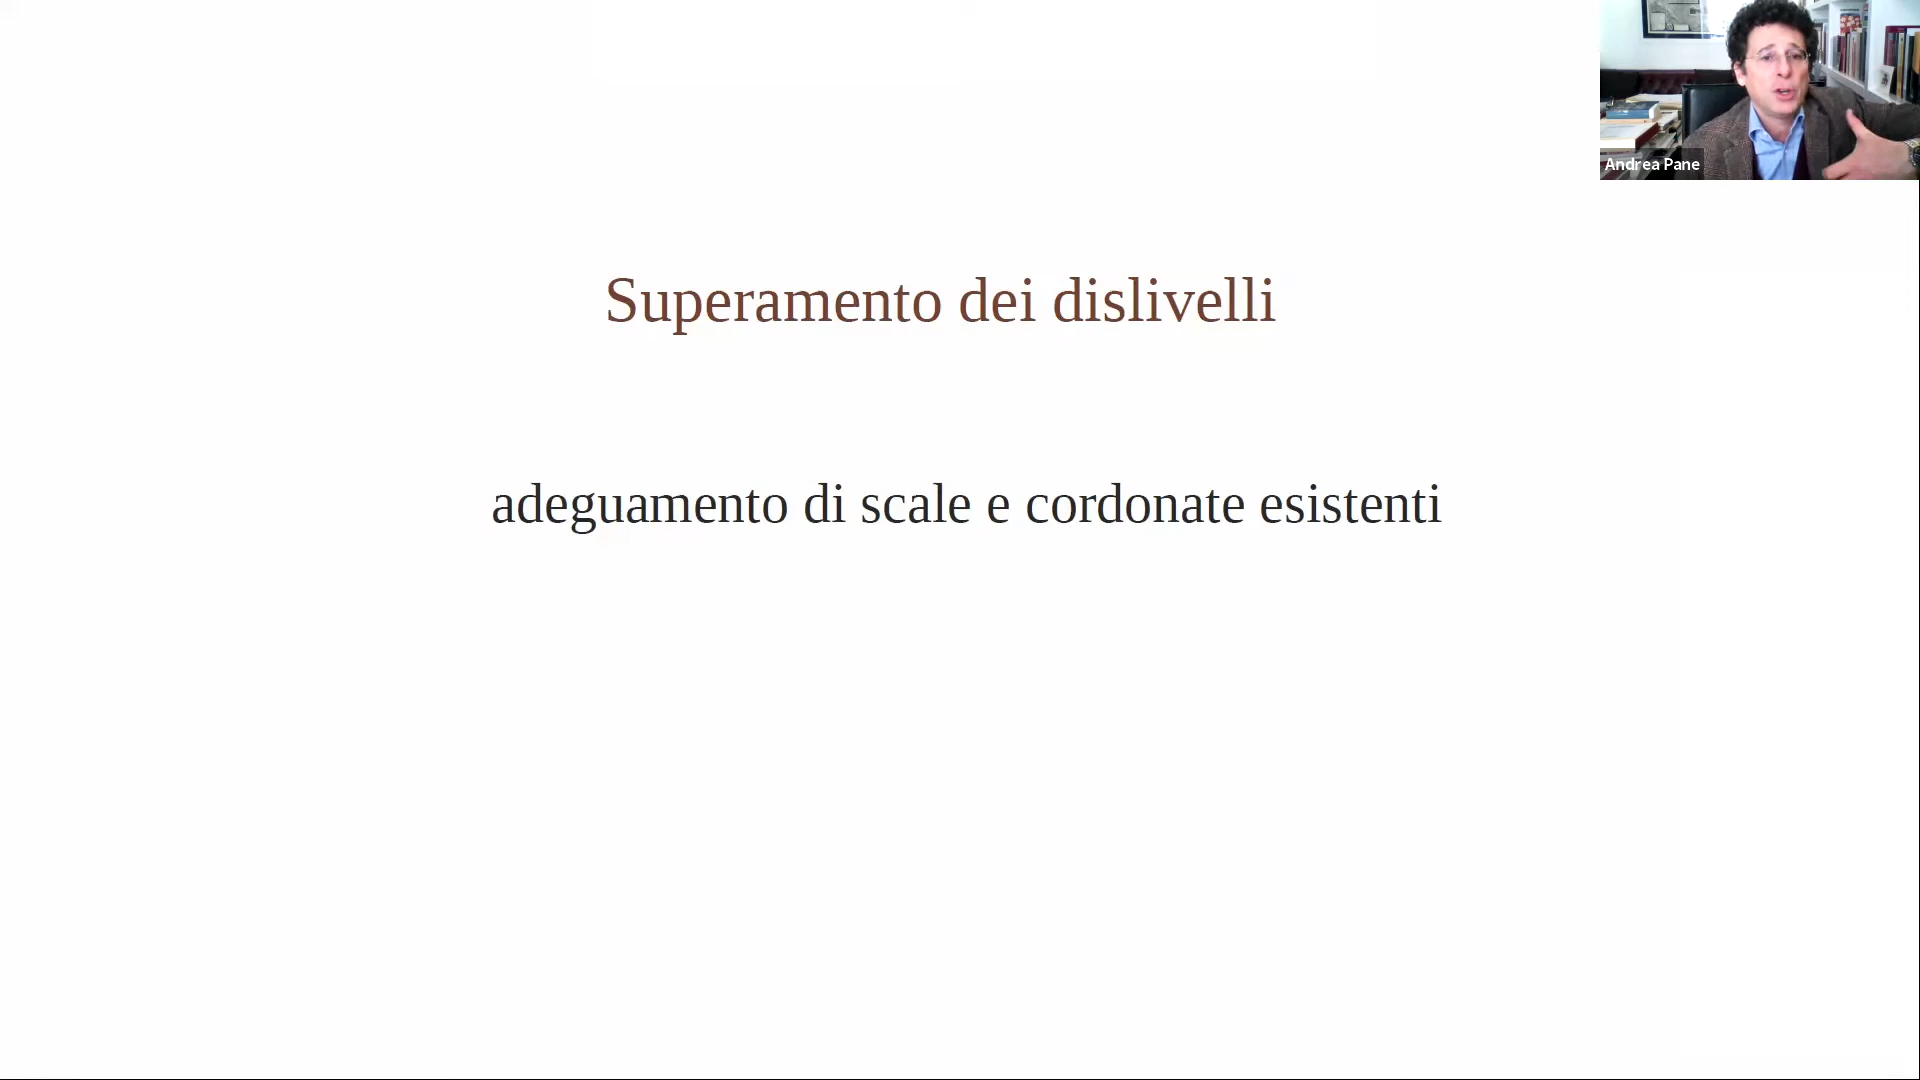 Andrea Pane
Superamento dei dislivelli
adeguamento di scale e cordonate esistenti